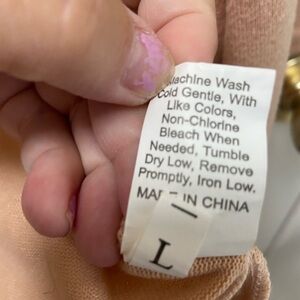 Machine Wash
Cold Gentle, With
Like Colors,
Non-Chlorine
Bleach When
Needed, Tumble
Dry Low, Remove
Promptly, Iron Low.
MADE IN CHINA
L